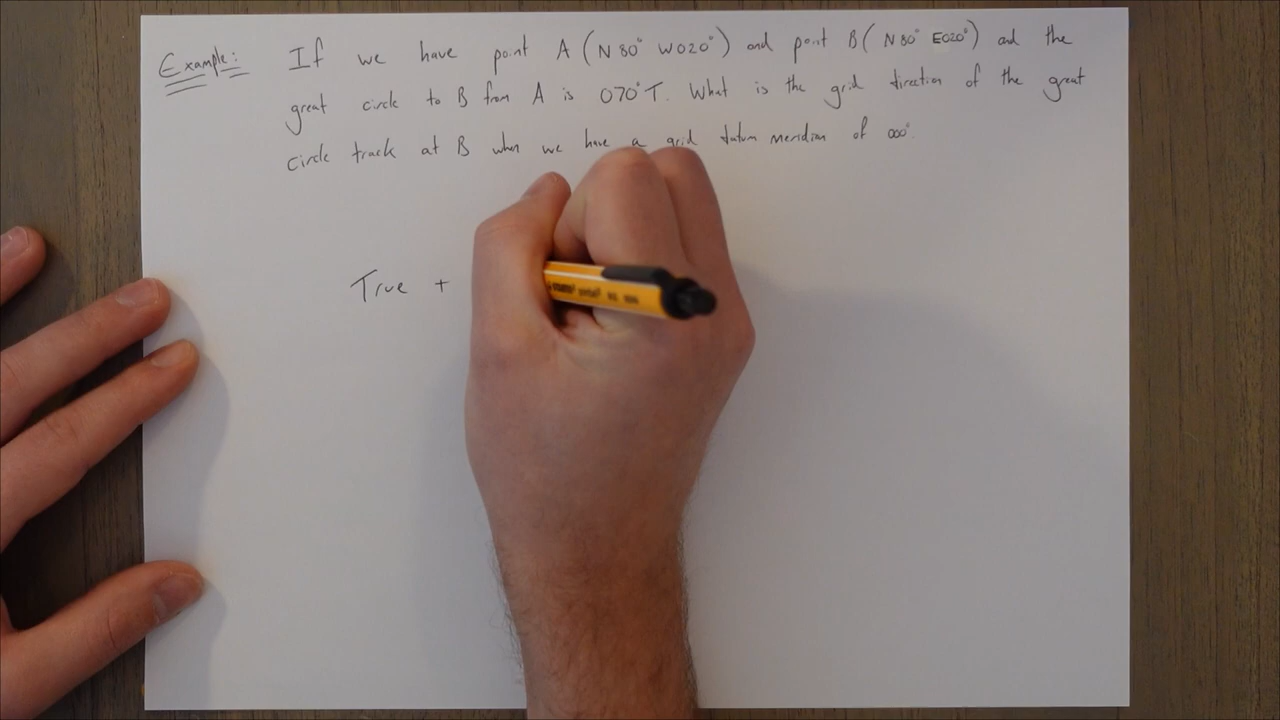 Example: If we have point A (N 80° W020°) and point B (N 80° E020°) and the
great circle to B from A is 070°T. What is the grid direction of the great
circle track at B when we have a grid datum meridian of 000°.
True +